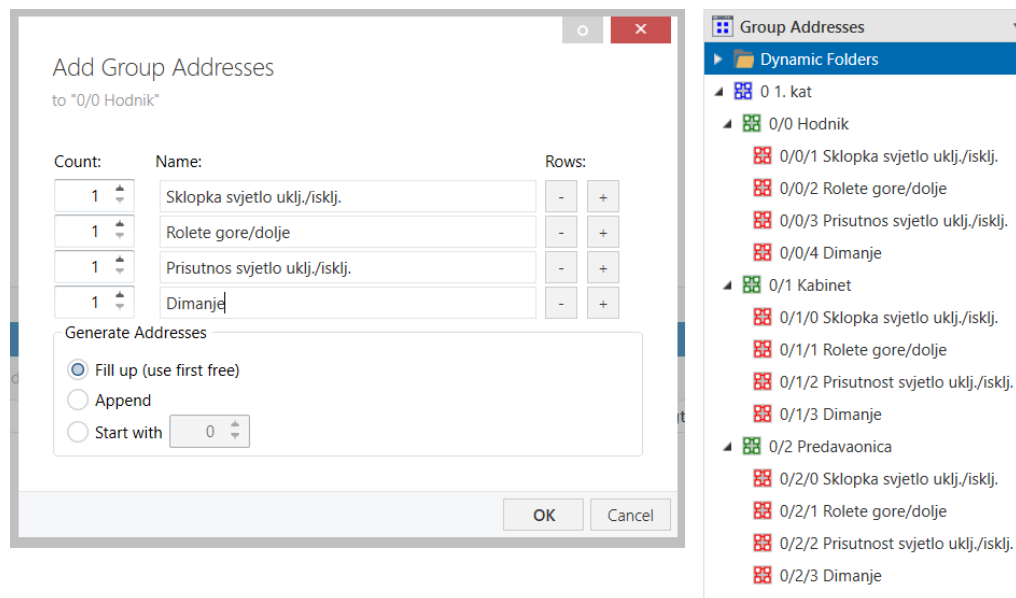 Add Group Addresses
to "0/0 Hodnik"
Count: Name: Rows:
1 Sklopka svjetlo uklj./isklj. - +
1 Rolete gore/dolje - +
1 Prisutnos svjetlo uklj./isklj. - +
1 Dimanje - +
Generate Addresses
Fill up (use first free)
Append
Start with 0
OK Cancel
Group Addresses
Dynamic Folders
0 1. kat
0/0 Hodnik
0/0/1 Sklopka svjetlo uklj./isklj.
0/0/2 Rolete gore/dolje
0/0/3 Prisutnos svjetlo uklj./isklj.
0/0/4 Dimanje
0/1 Kabinet
0/1/0 Sklopka svjetlo uklj./isklj.
0/1/1 Rolete gore/dolje
0/1/2 Prisutnost svjetlo uklj./isklj.
0/1/3 Dimanje
0/2 Predavaonica
0/2/0 Sklopka svjetlo uklj./isklj.
0/2/1 Rolete gore/dolje
0/2/2 Prisutnost svjetlo uklj./isklj.
0/2/3 Dimanje